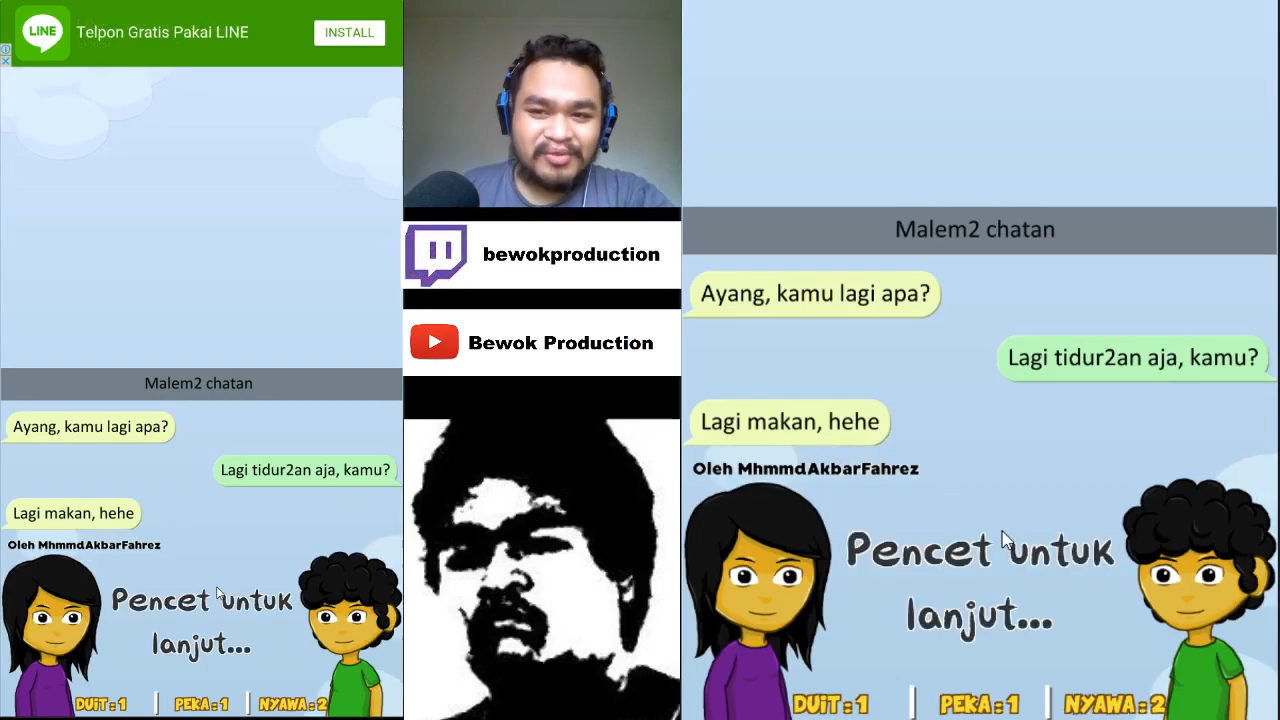 LINE
Telpon Gratis Pakai LINE
INSTALL
Malem2 chatan
Ayang, kamu lagi apa?
Lagi tidur2an aja, kamu?
Lagi makan, hehe
Oleh MhmmdAkbarFahrez
Pencet untuk
lanjut...
DUIT:1
PEKA:1
NYAWA:2
bewokproduction
Bewok Production
Malem2 chatan
Ayang, kamu lagi apa?
Lagi tidur2an aja, kamu?
Lagi makan, hehe
Oleh MhmmdAkbarFahrez
Pencet untuk
lanjut...
DUIT:1
PEKA:1
NYAWA:2